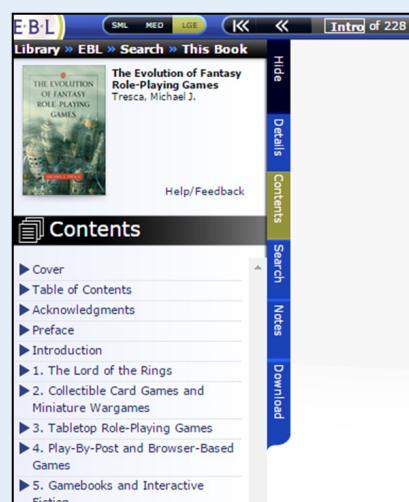 E·B·L SML MED LGE Intro of 228
Library » EBL » Search » This Book
The Evolution of Fantasy
Role-Playing Games
Tresca, Michael J.
THE EVOLUTION
OF FANTASY
ROLE-PLAYING
GAMES
MICHAEL J. TRESCA
Help/Feedback
Hide
Details
Contents
Search
Notes
Download
Contents
Cover
Table of Contents
Acknowledgments
Preface
Introduction
1. The Lord of the Rings
2. Collectible Card Games and
Miniature Wargames
3. Tabletop Role-Playing Games
4. Play-By-Post and Browser-Based
Games
5. Gamebooks and Interactive
Fiction